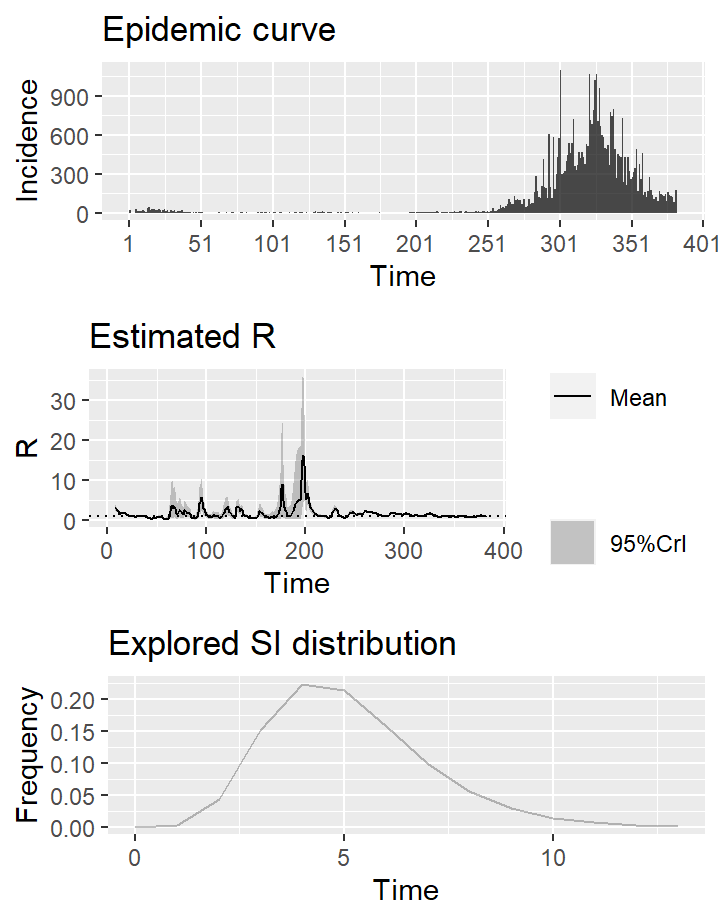 Epidemic curve
Incidence
900
600
300
0
1 51 101 151 201 251 301 351 401
Time
Estimated R
R
30
20
10
0
0 100 200 300 400
Time
Mean
95%CrI
Explored SI distribution
Frequency
0.20
0.15
0.10
0.05
0.00
0 5 10
Time